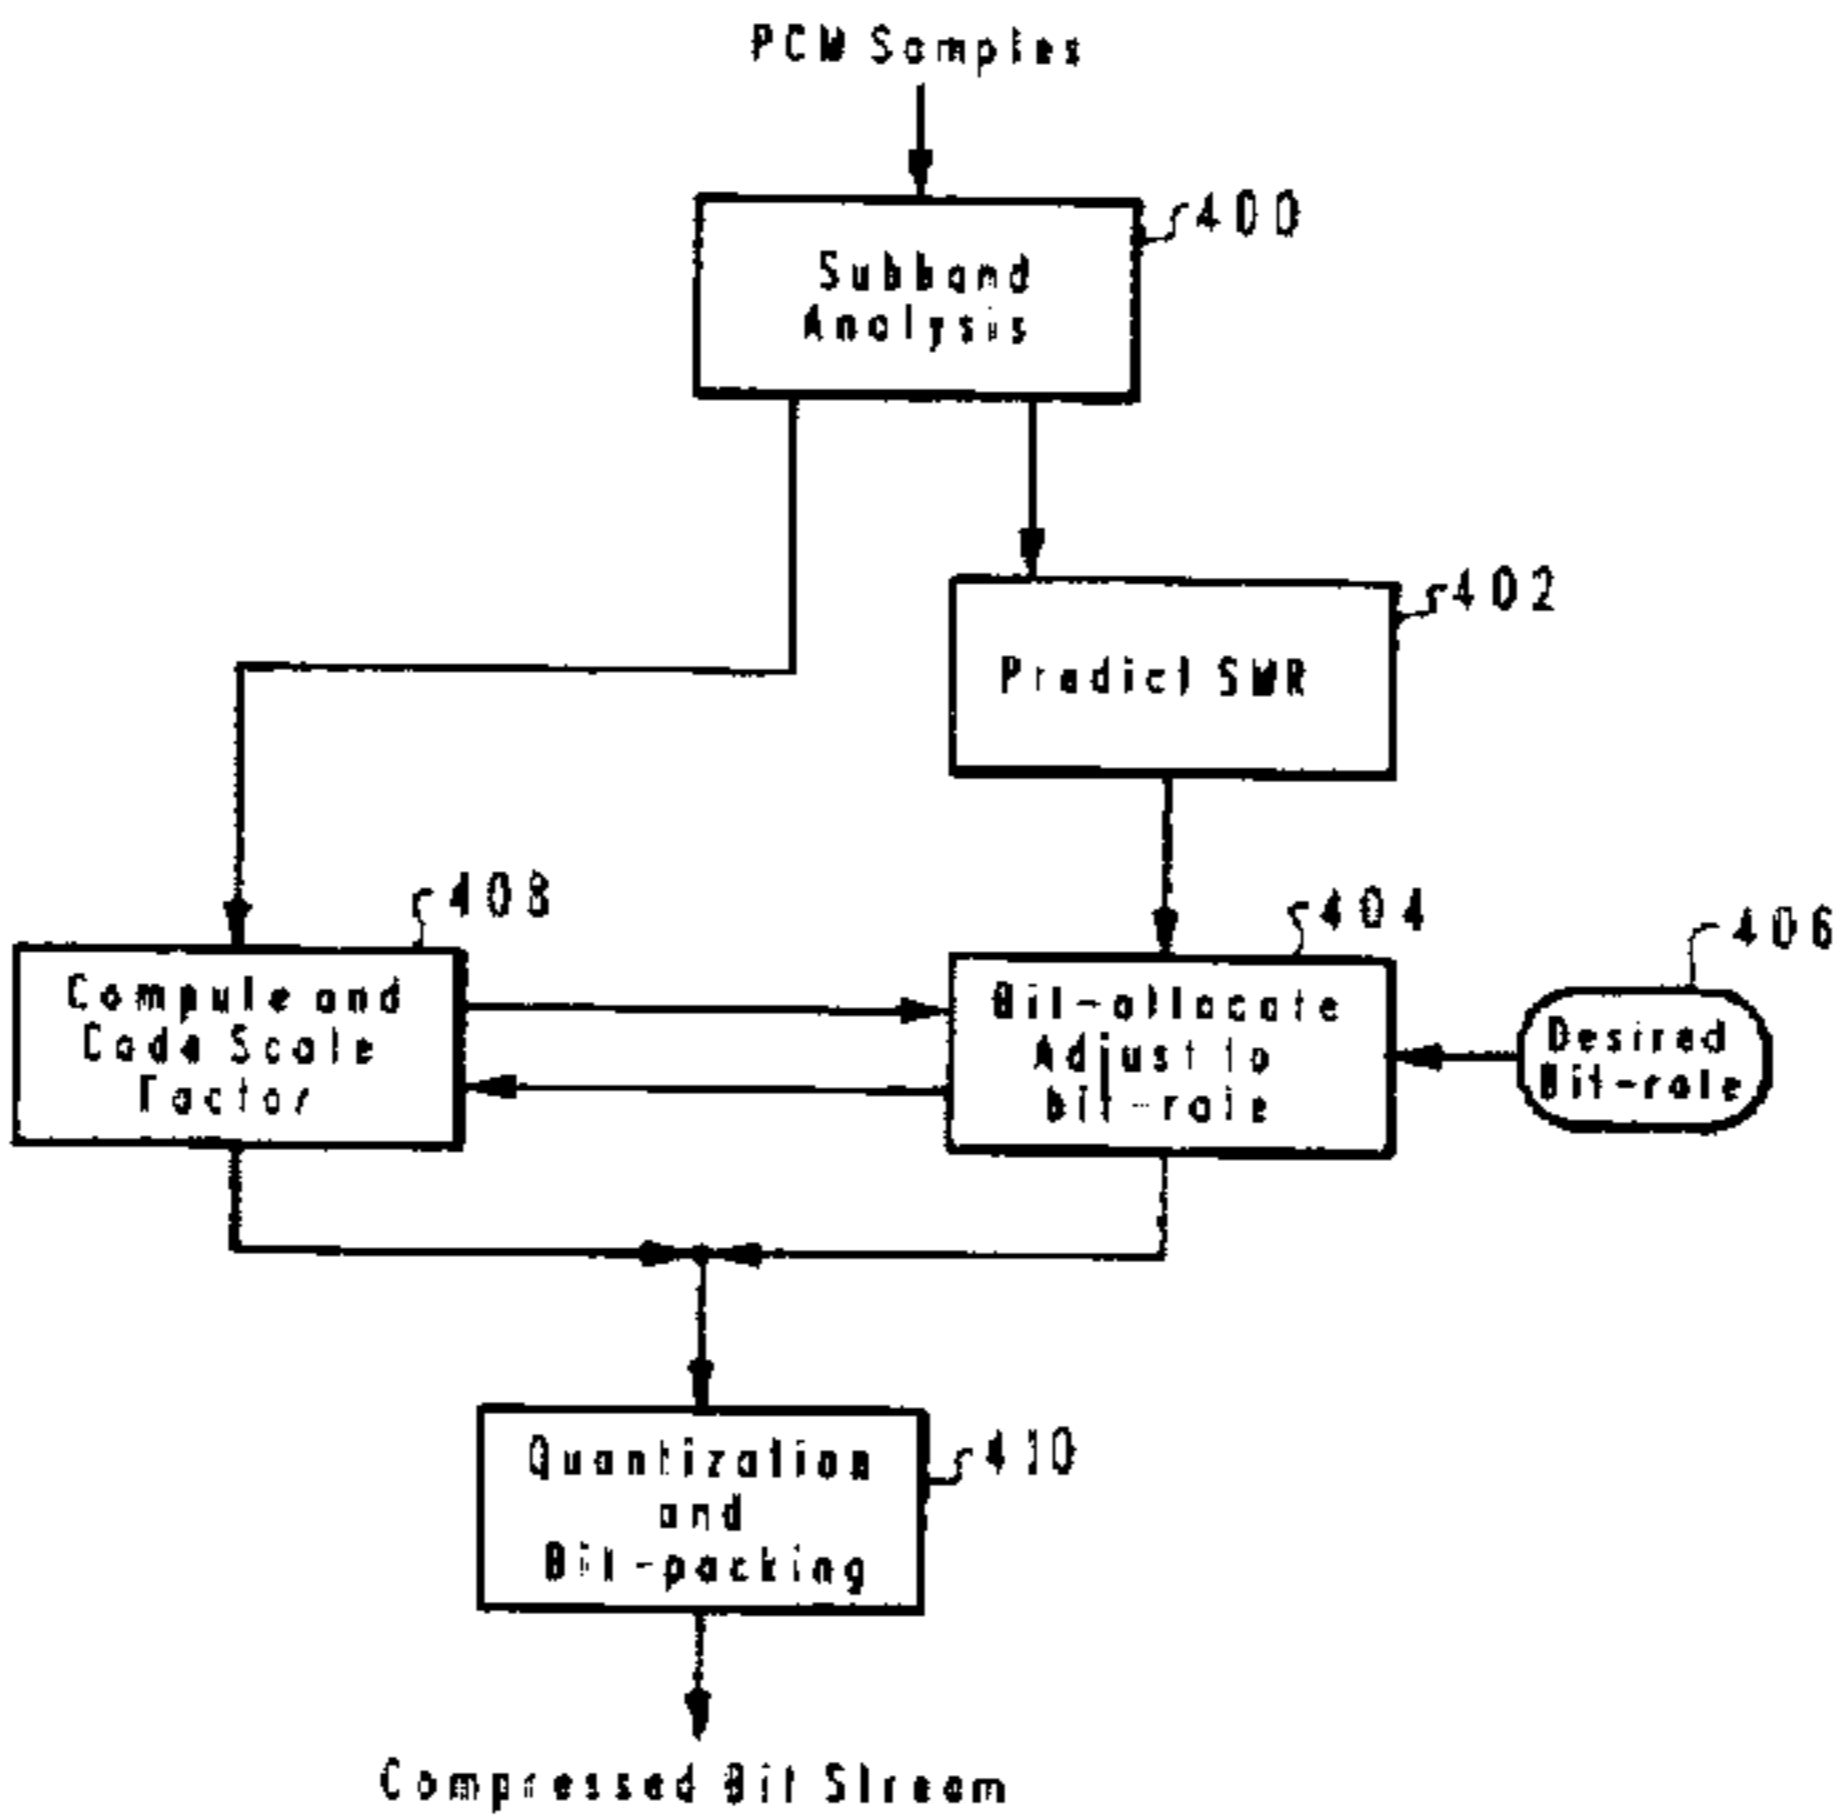 PCM Samples
400
Subband
Analysis
402
Predict SMR
408
404
406
Compute and
Code Scale
Factor
Bit-allocate
Adjust to
bit-rate
Desired
Bit-rate
410
Quantization
and
Bit-packing
Compressed Bit Stream